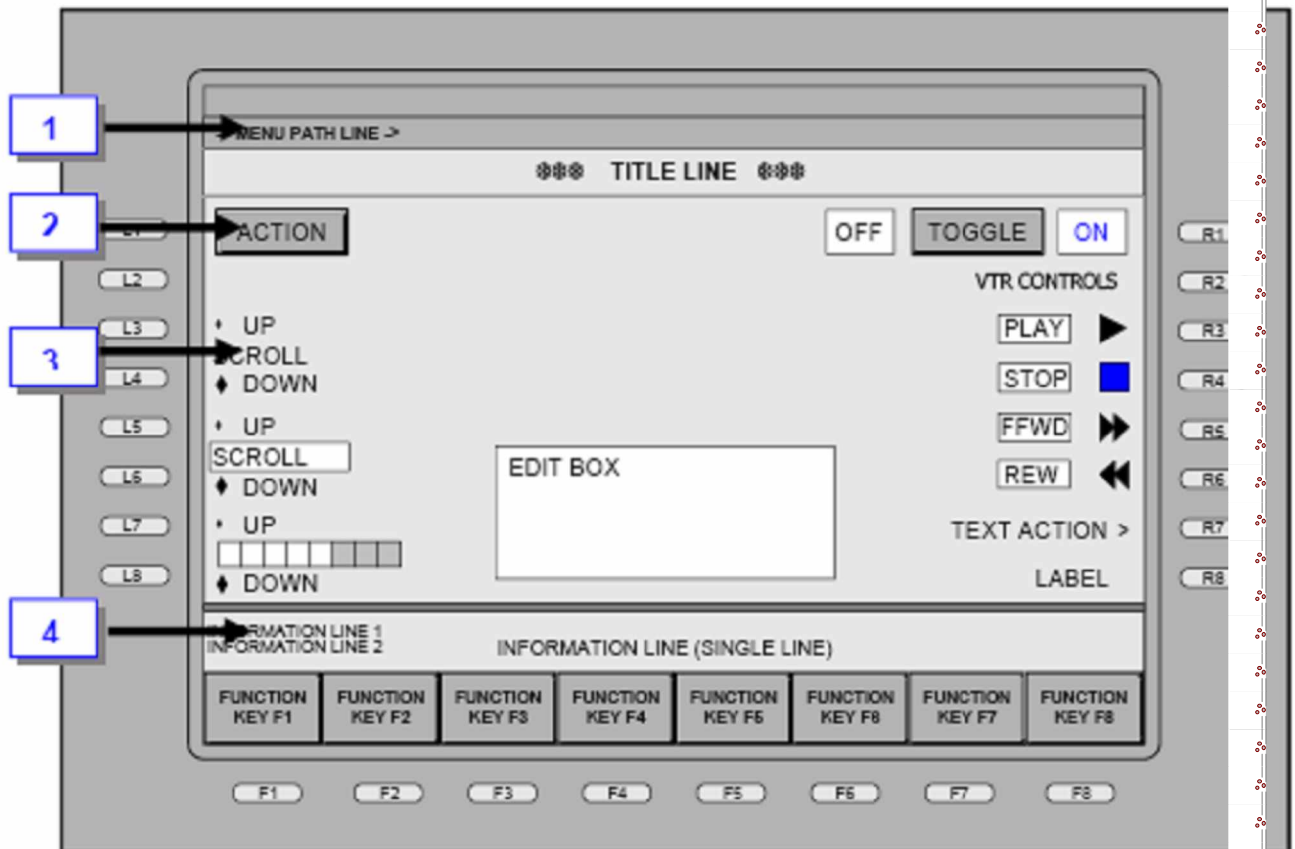 1
MENU PATH LINE ->
TITLE LINE
2
ACTION
OFF
TOGGLE
ON
R1
L2
VTR CONTROLS
R2
L3
UP
PLAY
R3
3
SCROLL
L4
DOWN
STOP
R4
L5
UP
FFWD
R5
SCROLL
L6
DOWN
EDIT BOX
REW
R6
L7
UP
TEXT ACTION >
R7
L8
DOWN
LABEL
R8
4
INFORMATION LINE 1
INFORMATION LINE 2
INFORMATION LINE (SINGLE LINE)
FUNCTION KEY F1
FUNCTION KEY F2
FUNCTION KEY F3
FUNCTION KEY F4
FUNCTION KEY F5
FUNCTION KEY F6
FUNCTION KEY F7
FUNCTION KEY F8
F1
F2
F3
F4
F5
F6
F7
F8